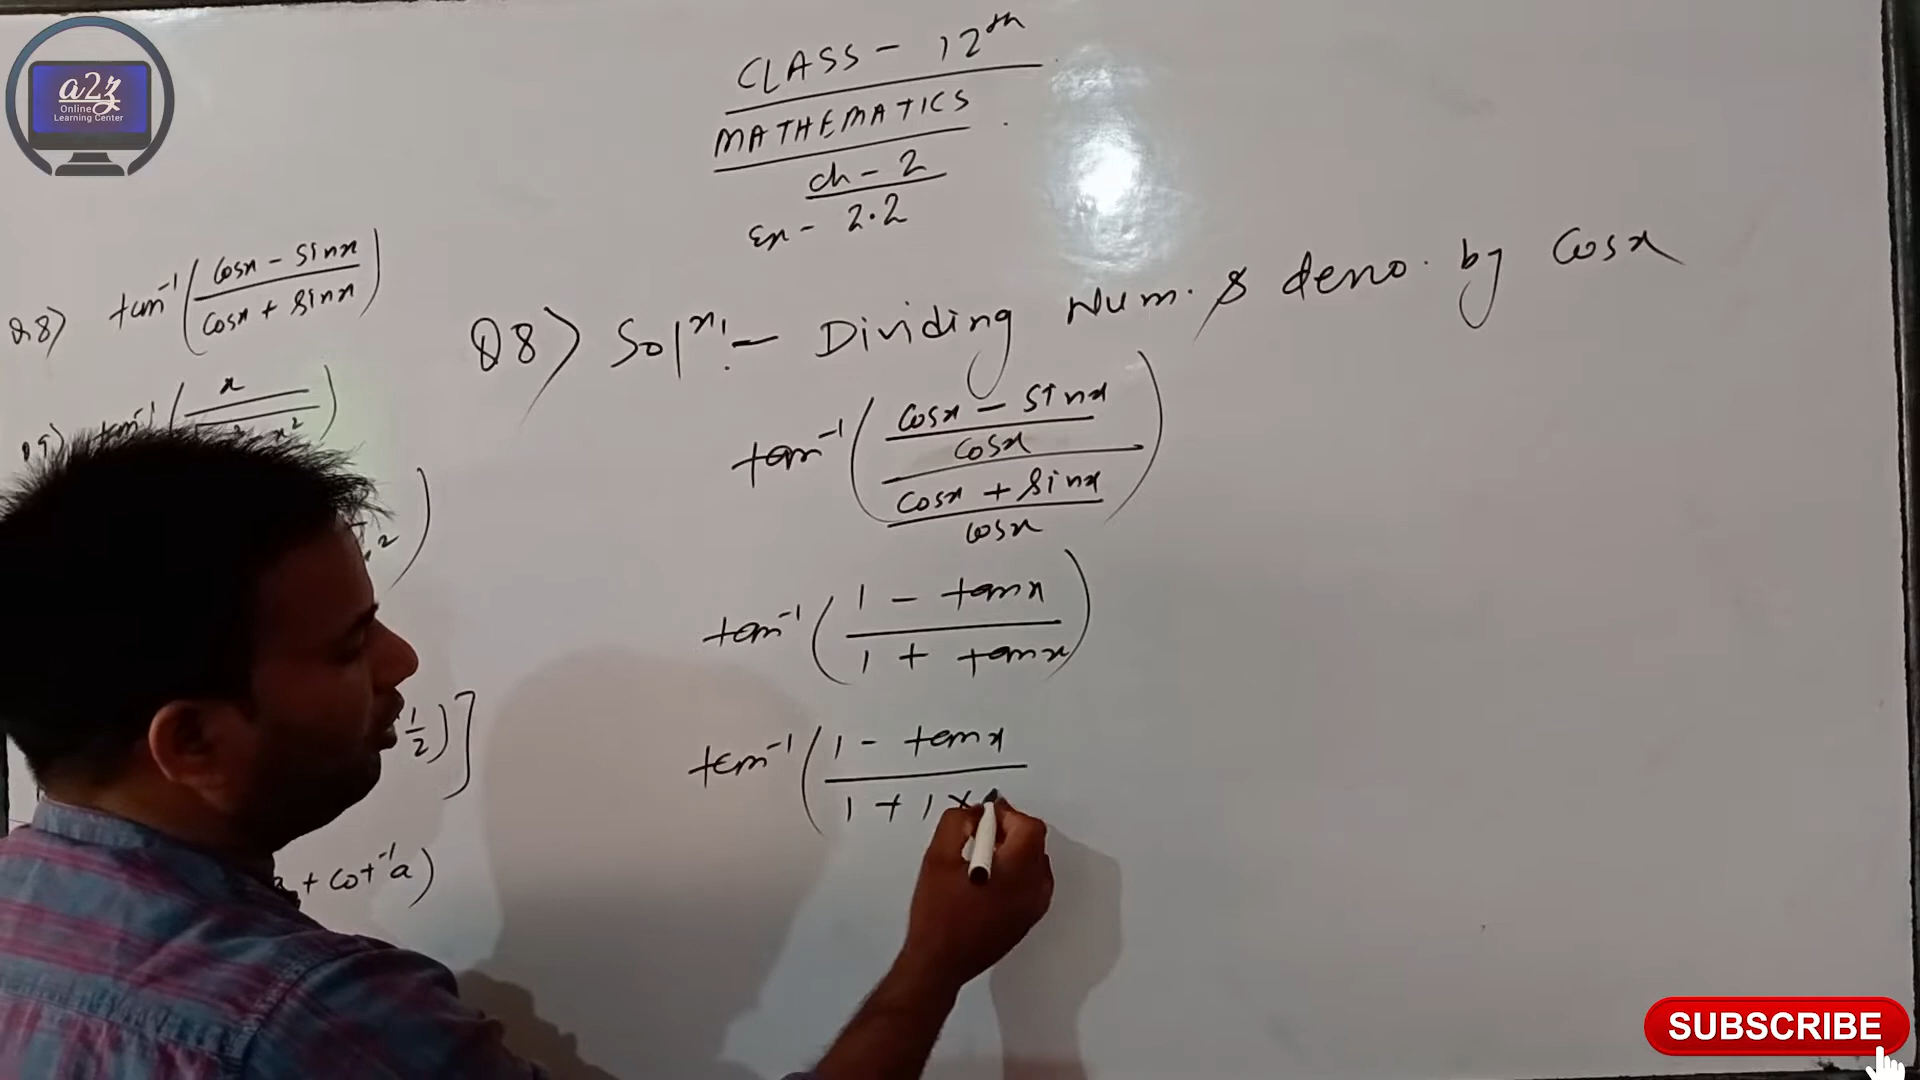 a2z
Online
Learning Center
CLASS - 12th
MATHEMATICS
Ch - 2
Ex - 2.2
Q8) tan⁻¹((cosx - sinx)/(cosx + sinx))
tan⁻¹(x/
x²
1/2)]
+ cot⁻¹a)
Q8) Solⁿ:- Dividing Num. & deno. by Cosx
tan⁻¹(((cosx - sinx)/cosx)/((cosx + sinx)/cosx))
tan⁻¹((1 - tanx)/(1 + tanx))
tan⁻¹((1 - tanx)/(1 + 1×
SUBSCRIBE